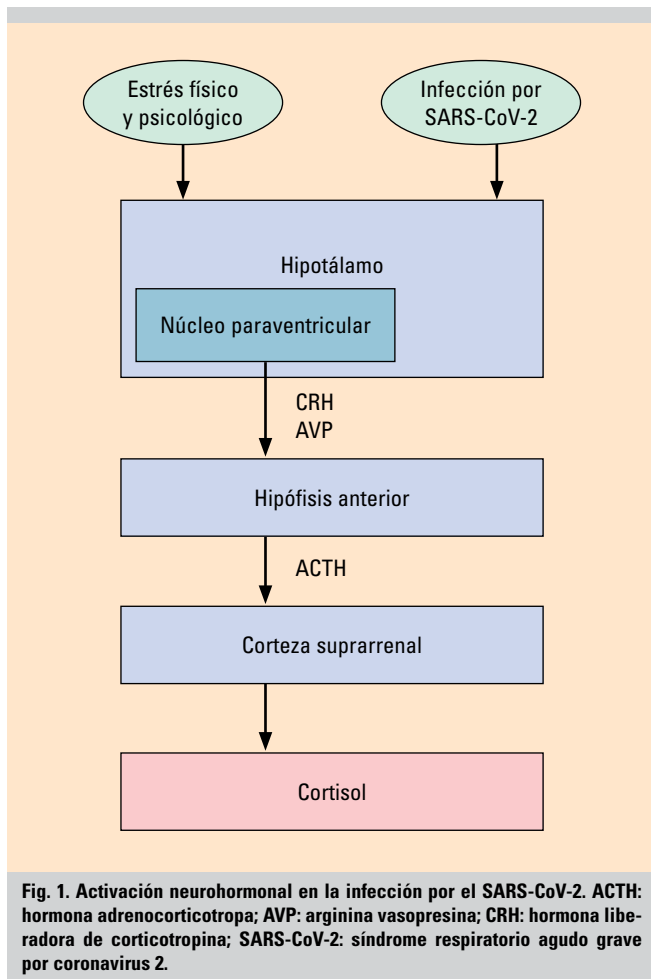 Estrés físico
y psicológico
Infección por
SARS-CoV-2
Hipotálamo
Núcleo paraventricular
CRH
AVP
Hipófisis anterior
ACTH
Corteza suprarrenal
Cortisol
Fig. 1. Activación neurohormonal en la infección por el SARS-CoV-2. ACTH:
hormona adrenocorticotropa; AVP: arginina vasopresina; CRH: hormona libe-
radora de corticotropina; SARS-CoV-2: síndrome respiratorio agudo grave
por coronavirus 2.